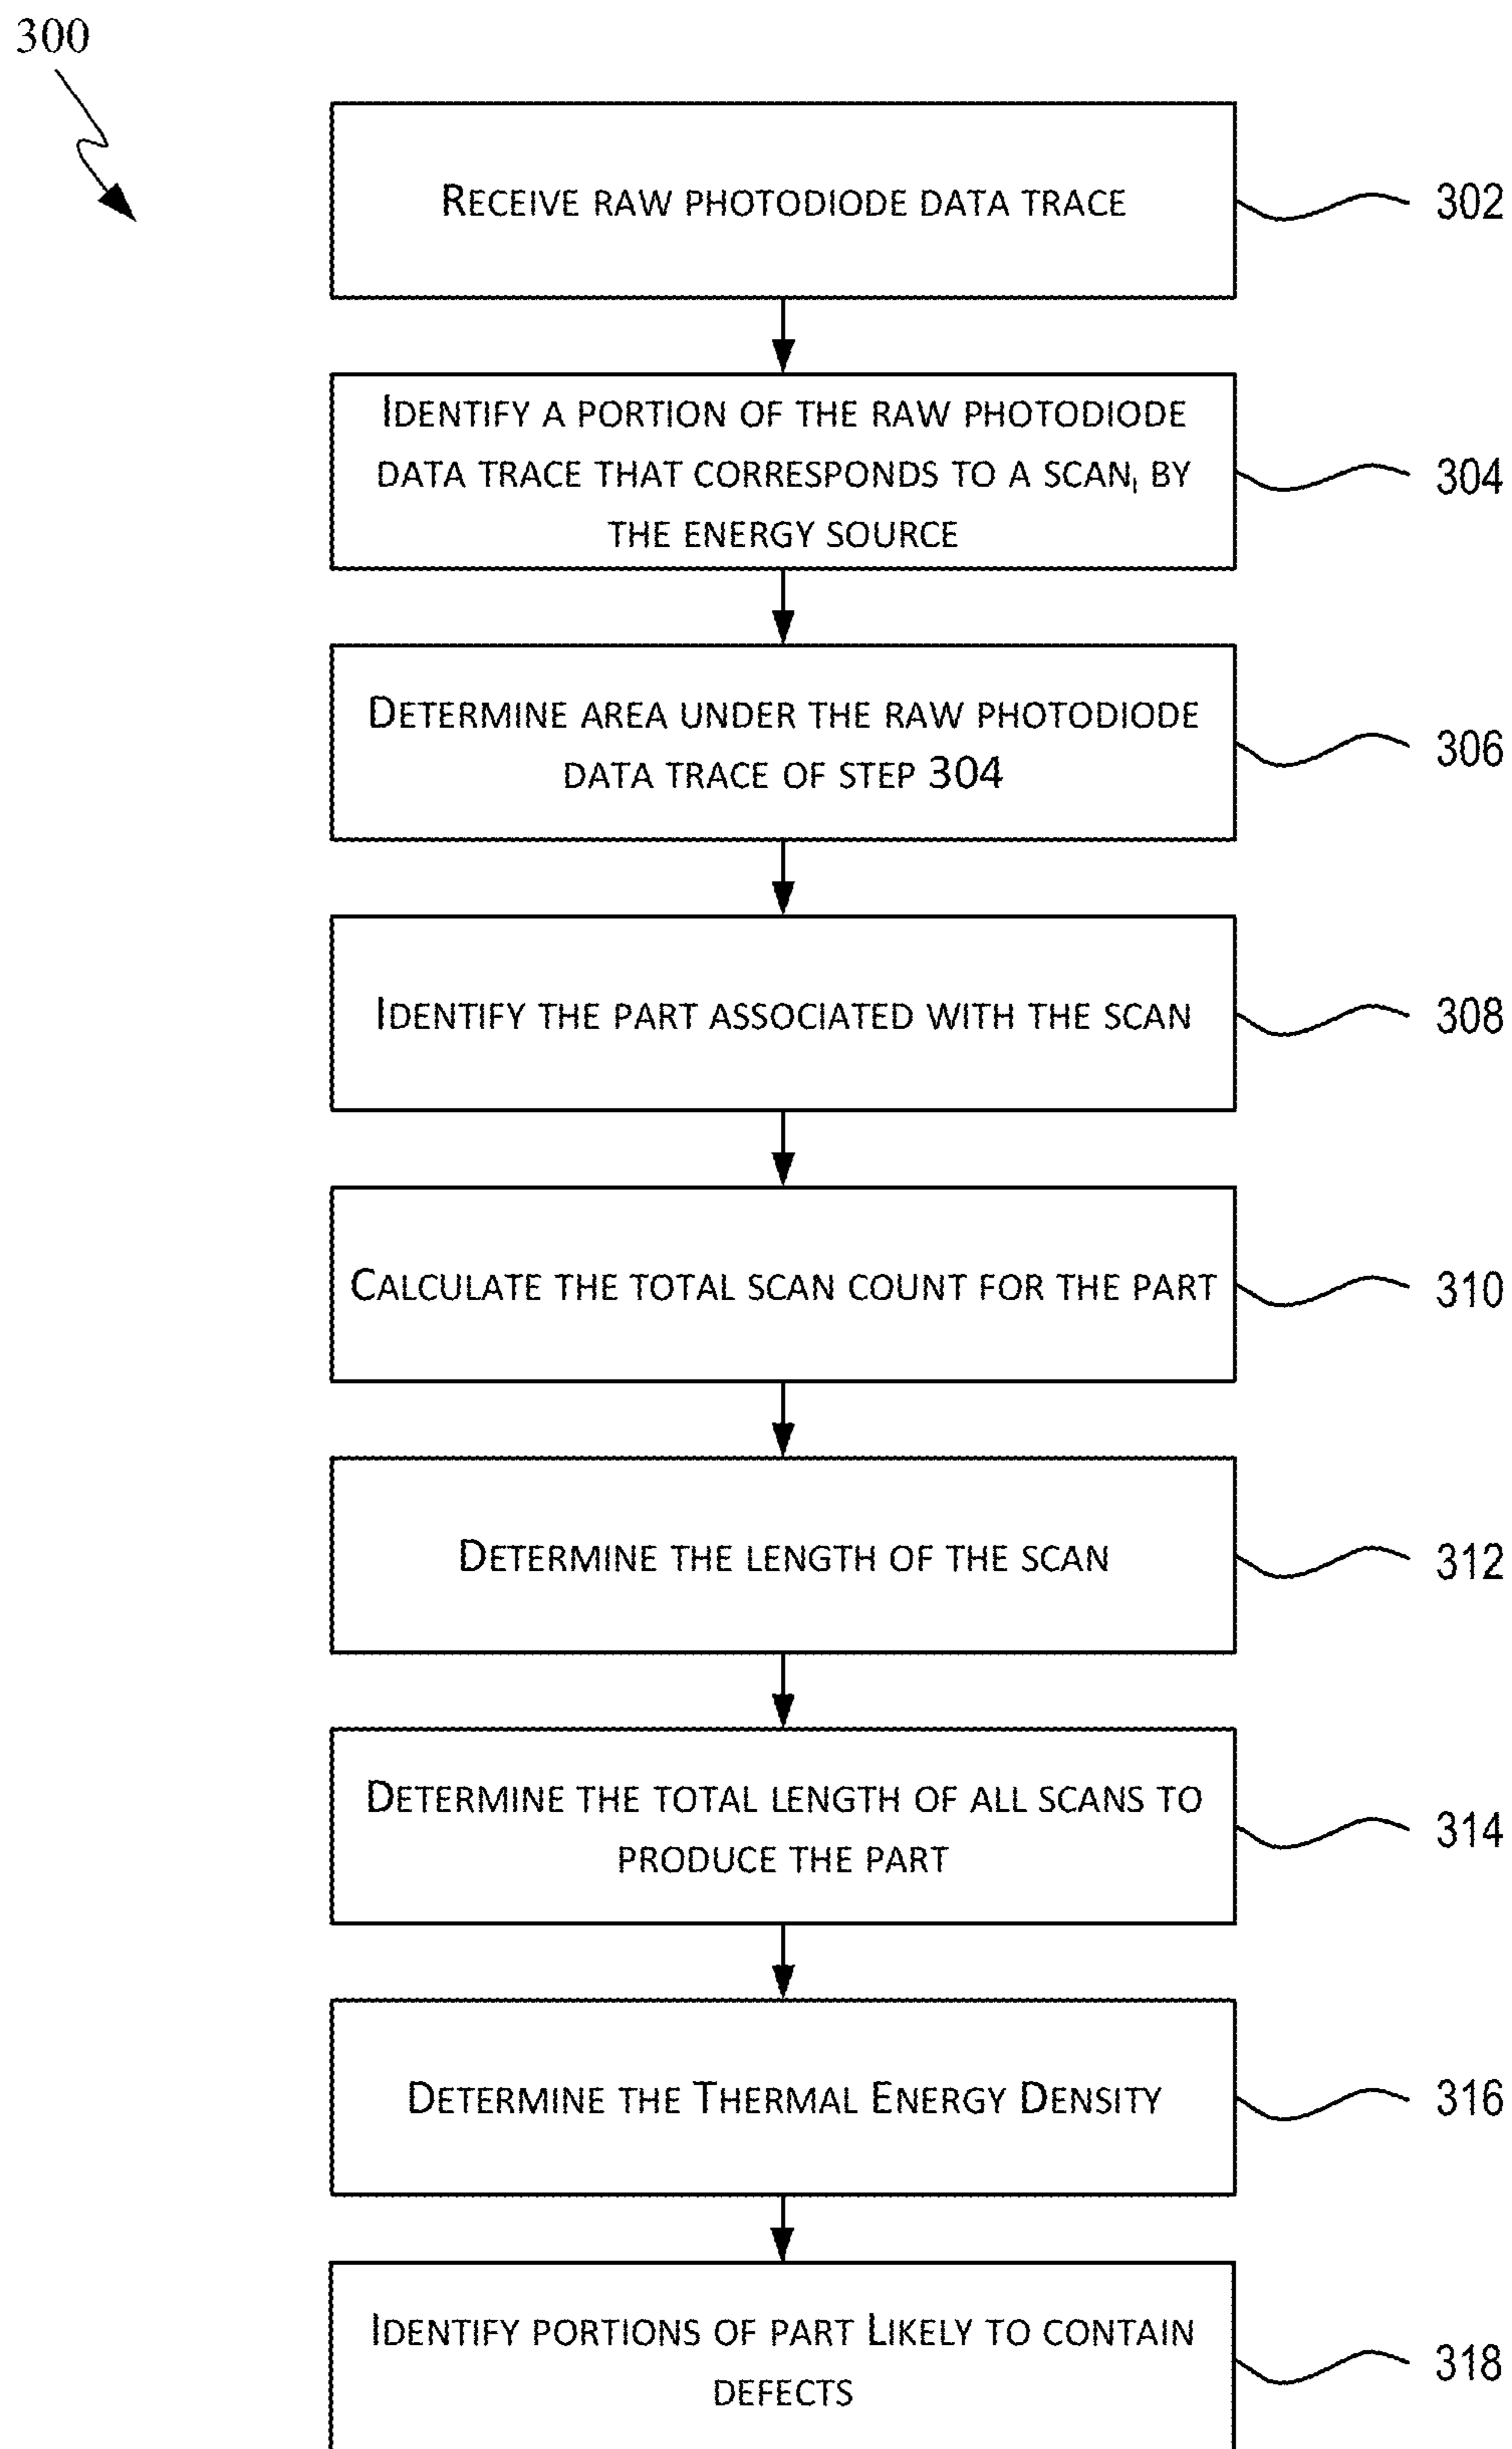 300
RECEIVE RAW PHOTODIODE DATA TRACE
302
IDENTIFY A PORTION OF THE RAW PHOTODIODE
DATA TRACE THAT CORRESPONDS TO A SCANᵢ BY
THE ENERGY SOURCE
304
DETERMINE AREA UNDER THE RAW PHOTODIODE
DATA TRACE OF STEP 304
306
IDENTIFY THE PART ASSOCIATED WITH THE SCAN
308
CALCULATE THE TOTAL SCAN COUNT FOR THE PART
310
DETERMINE THE LENGTH OF THE SCAN
312
DETERMINE THE TOTAL LENGTH OF ALL SCANS TO
PRODUCE THE PART
314
DETERMINE THE THERMAL ENERGY DENSITY
316
IDENTIFY PORTIONS OF PART LIKELY TO CONTAIN
DEFECTS
318